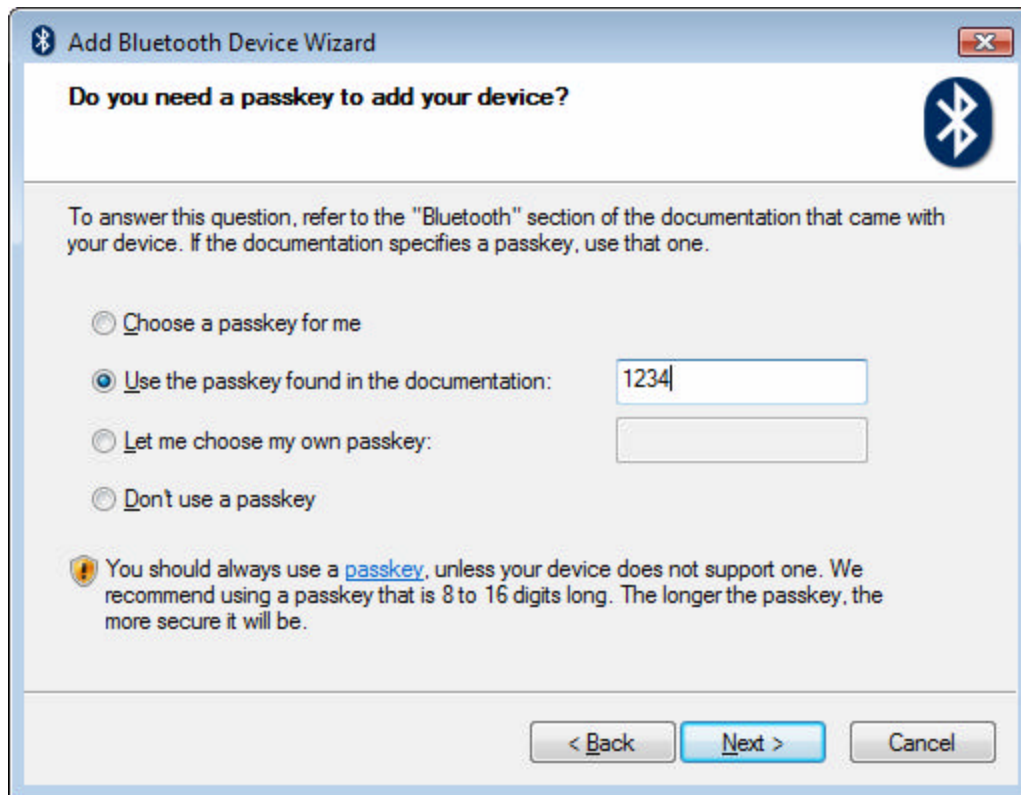 Add Bluetooth Device Wizard
Do you need a passkey to add your device?
To answer this question, refer to the "Bluetooth" section of the documentation that came with
your device. If the documentation specifies a passkey, use that one.
Choose a passkey for me
Use the passkey found in the documentation: 1234
Let me choose my own passkey:
Don't use a passkey
You should always use a passkey, unless your device does not support one. We
recommend using a passkey that is 8 to 16 digits long. The longer the passkey, the
more secure it will be.
< Back Next > Cancel